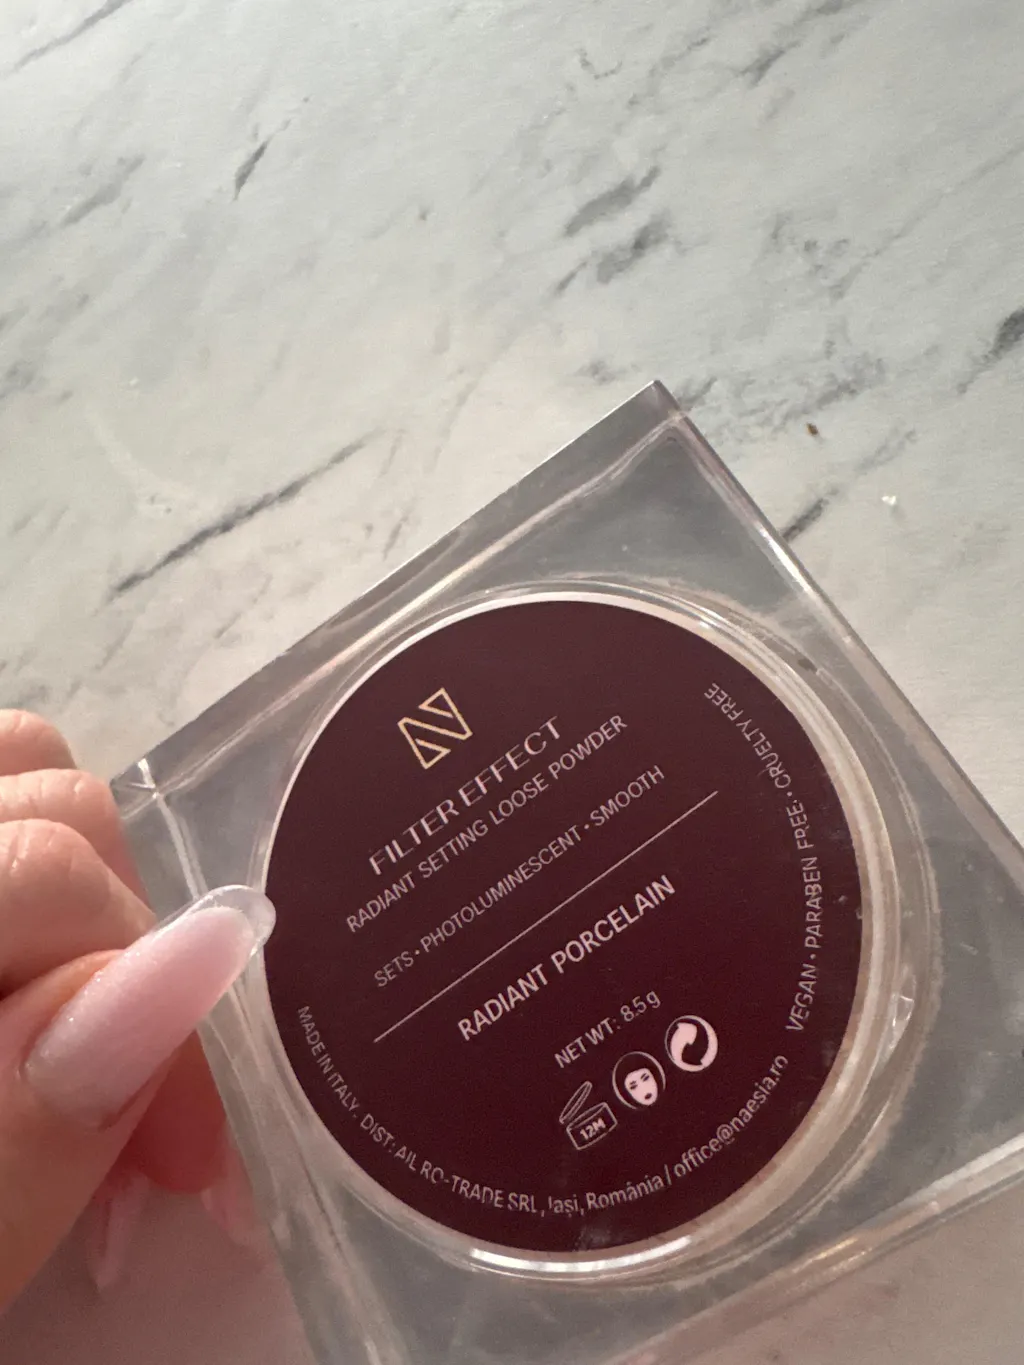 N
FILTER EFFECT
RADIANT SETTING LOOSE POWDER
SETS • PHOTOLUMINESCENT • SMOOTH
RADIANT PORCELAIN
NET WT: 8.5 g
12M
VEGAN • PARABEN FREE • CRUELTY FREE
MADE IN ITALY. DIST: AIL RO-TRADE SRL, Iași, România / office@naesia.ro